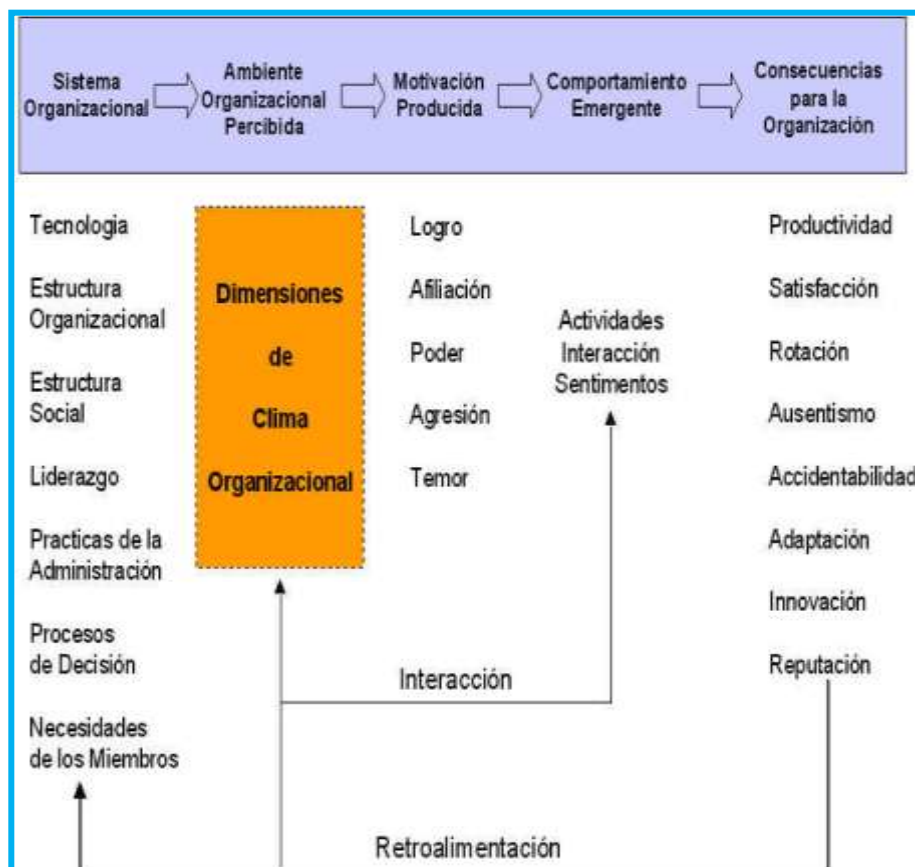 Sistema
Organizacional
Ambiente
Organizacional
Percibida
Motivación
Producida
Comportamiento
Emergente
Consecuencias
para la
Organización
Tecnologia
Estructura
Organizacional
Estructura
Social
Liderazgo
Practicas de la
Administración
Procesos
de Decisión
Necesidades
de los Miembros
Dimensiones
de
Clima
Organizacional
Logro
Afiliación
Poder
Agresión
Temor
Actividades
Interacción
Sentimentos
Productividad
Satisfacción
Rotación
Ausentismo
Accidentabilidad
Adaptación
Innovación
Reputación
Interacción
Retroalimentación